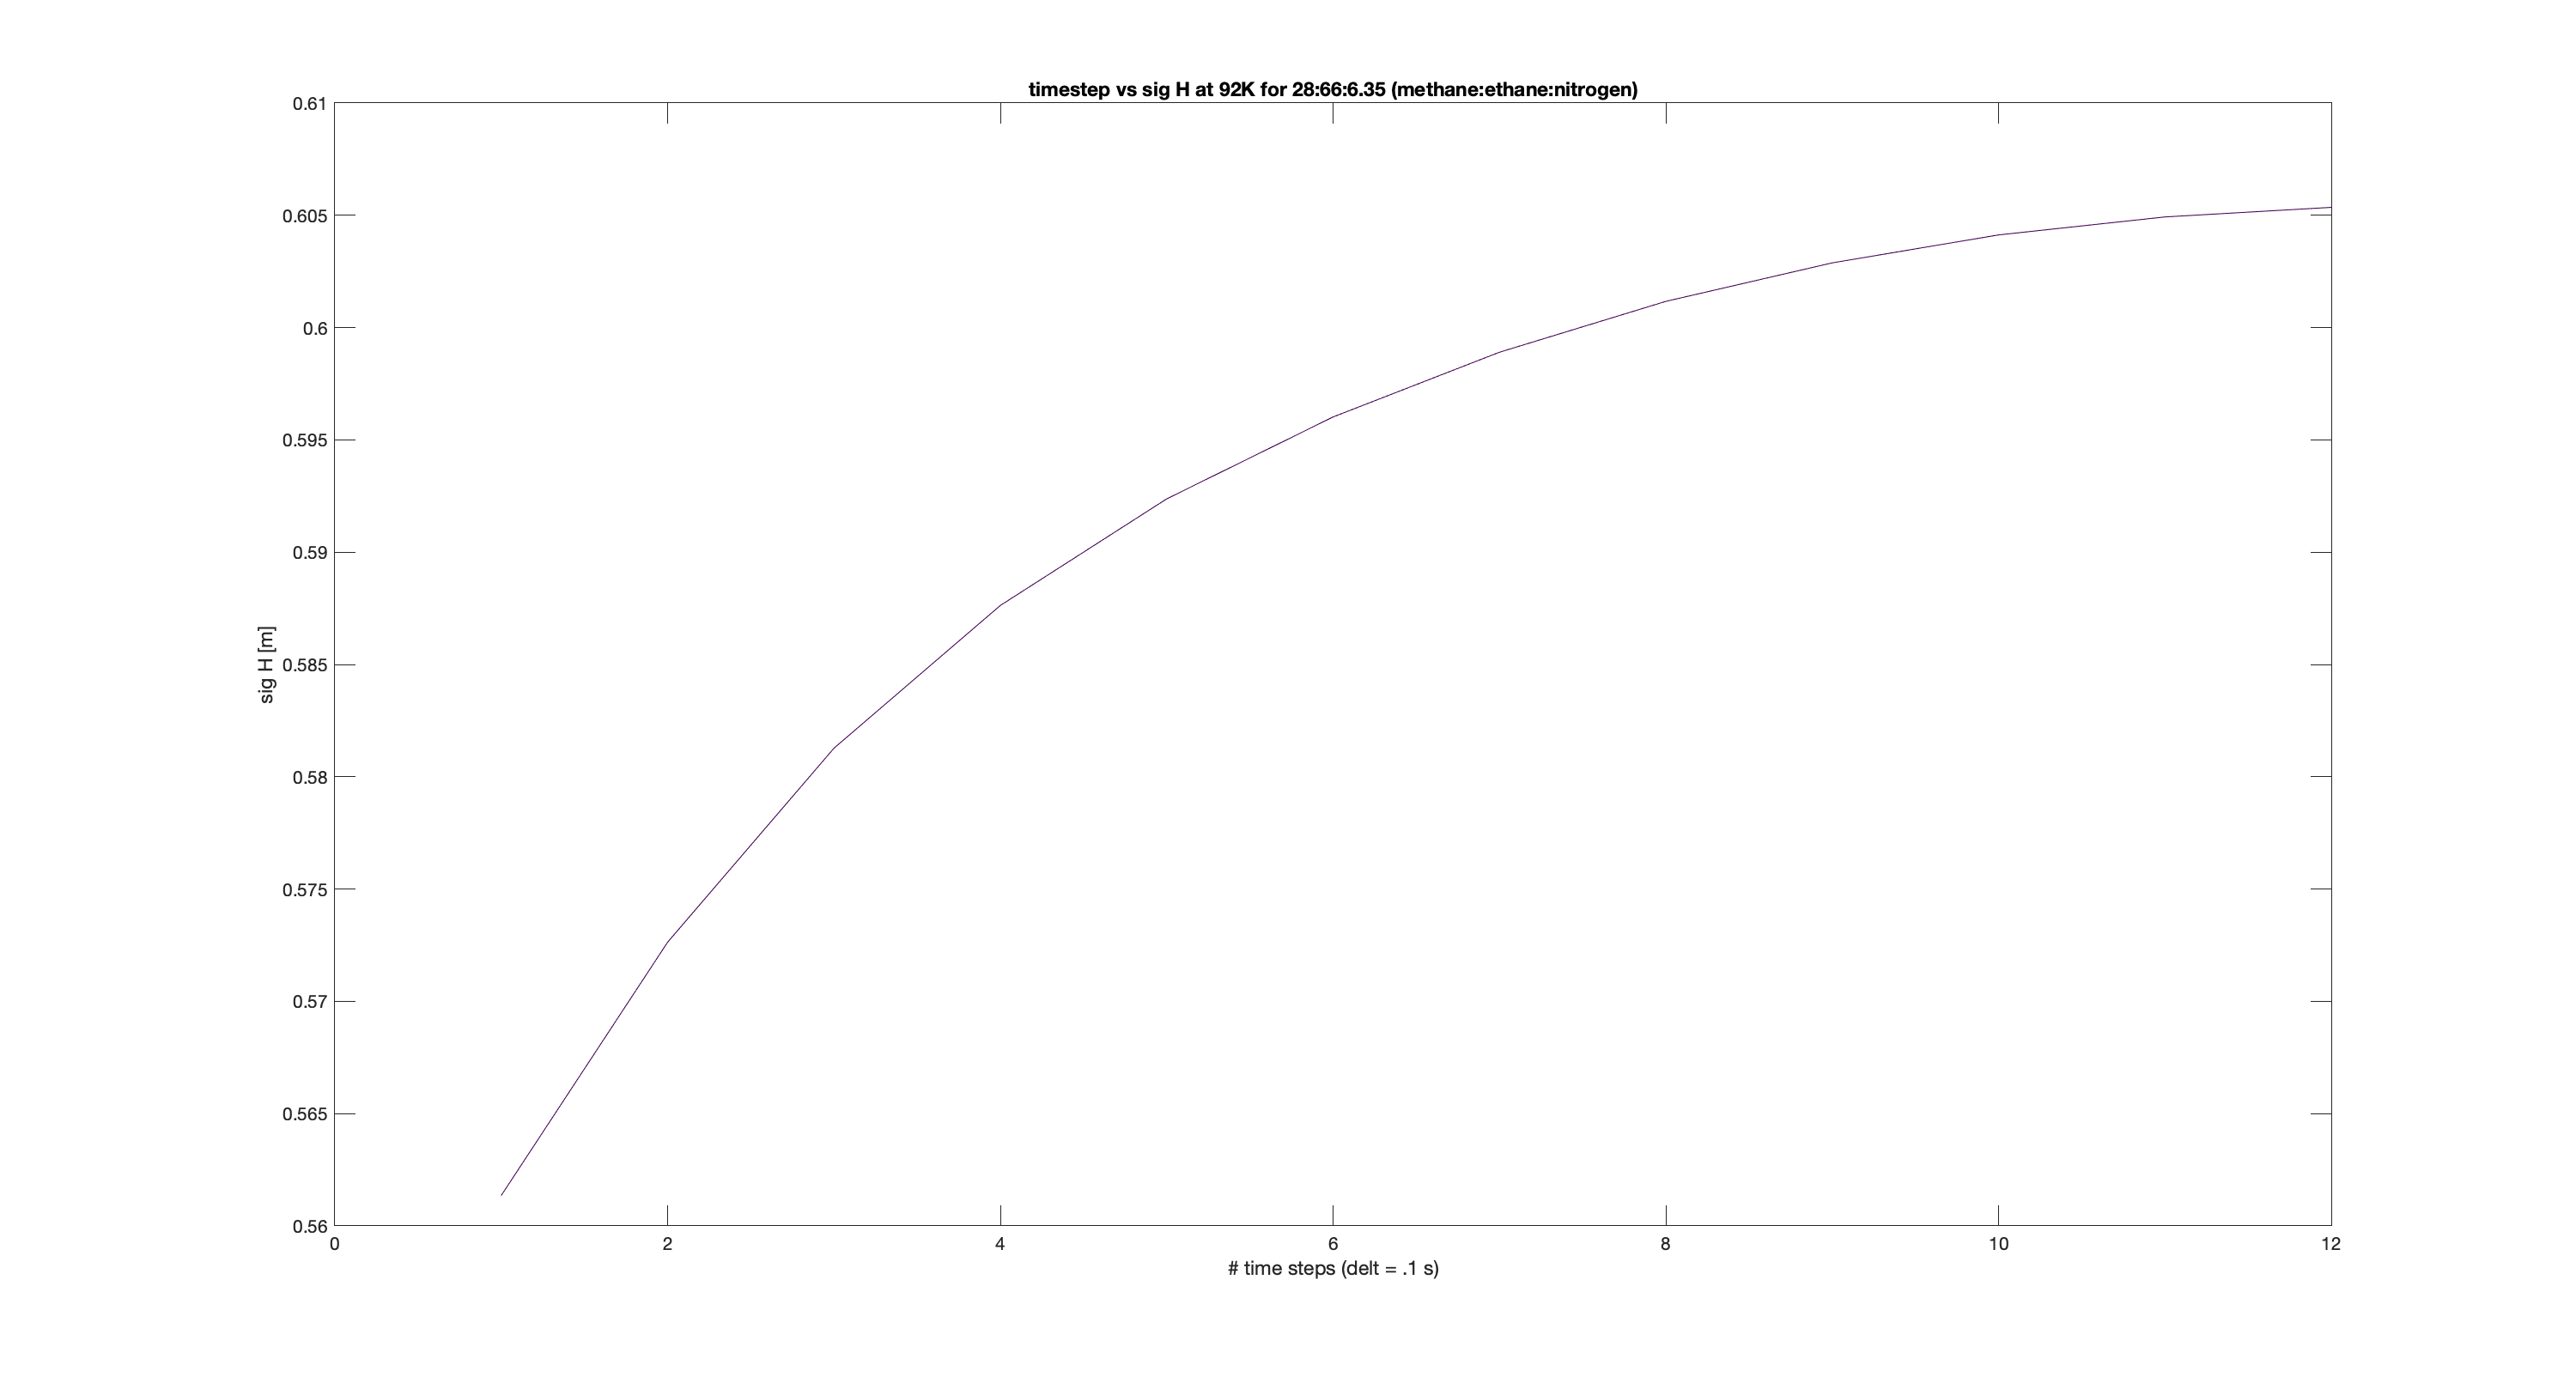 timestep vs sig H at 92K for 28:66:6.35 (methane:ethane:nitrogen)
0.61
0.605
0.6
0.595
0.59
0.585
0.58
0.575
0.57
0.565
0.56
sig H [m]
0 2 4 6 8 10 12
# time steps (delt = .1 s)